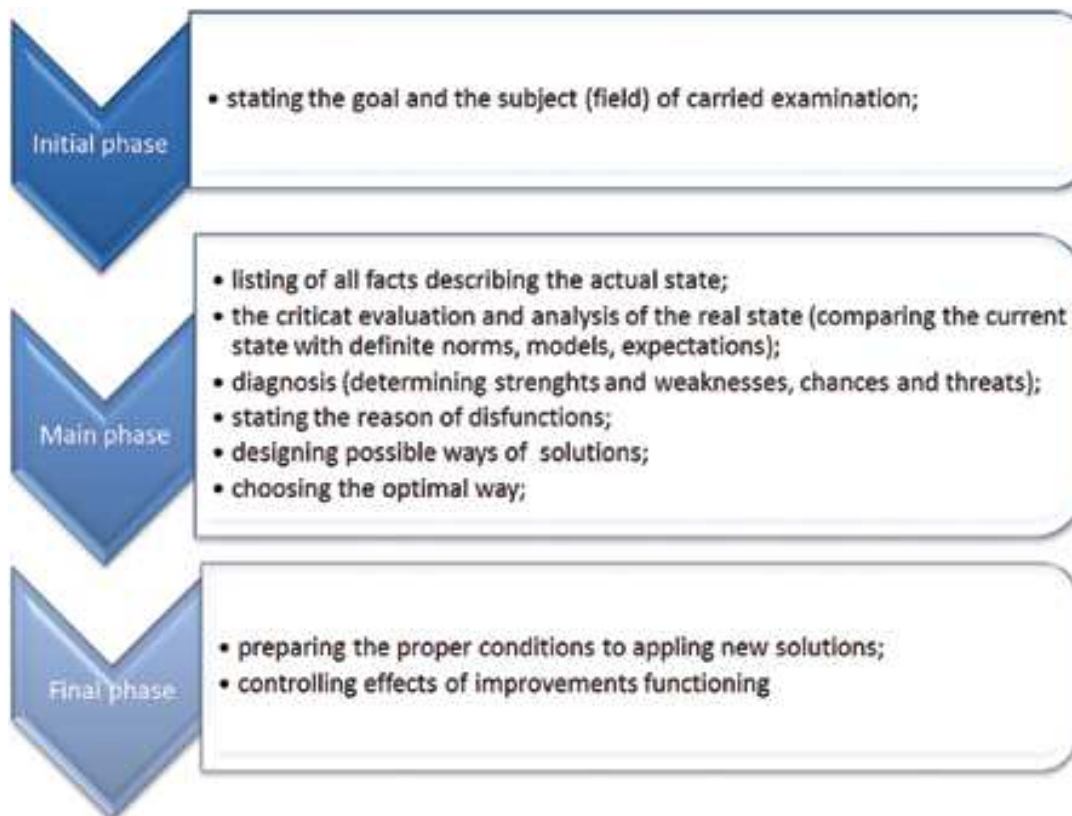 Initial phase
• stating the goal and the subject (field) of carried examination;
Main phase
• listing of all facts describing the actual state;
• the criticat evaluation and analysis of the real state (comparing the current
state with definite norms, models, expectations);
• diagnosis (determining strenghts and weaknesses, chances and threats);
• stating the reason of disfunctions;
• designing possible ways of solutions;
• choosing the optimal way;
Final phase
• preparing the proper conditions to appling new solutions;
• controlling effects of improvements functioning